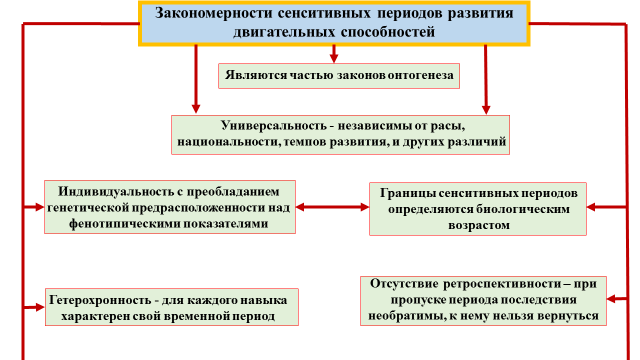 Закономерности сенситивных периодов развития
двигательных способностей
Являются частью законов онтогенеза
Универсальность - независимы от расы,
национальности, темпов развития, и других различий
Индивидуальность с преобладанием
генетической предрасположенности над
фенотипическими показателями
Границы сенситивных периодов
определяются биологическим
возрастом
Гетерохронность - для каждого навыка
характерен свой временной период
Отсутствие ретроспективности – при
пропуске периода последствия
необратимы, к нему нельзя вернуться